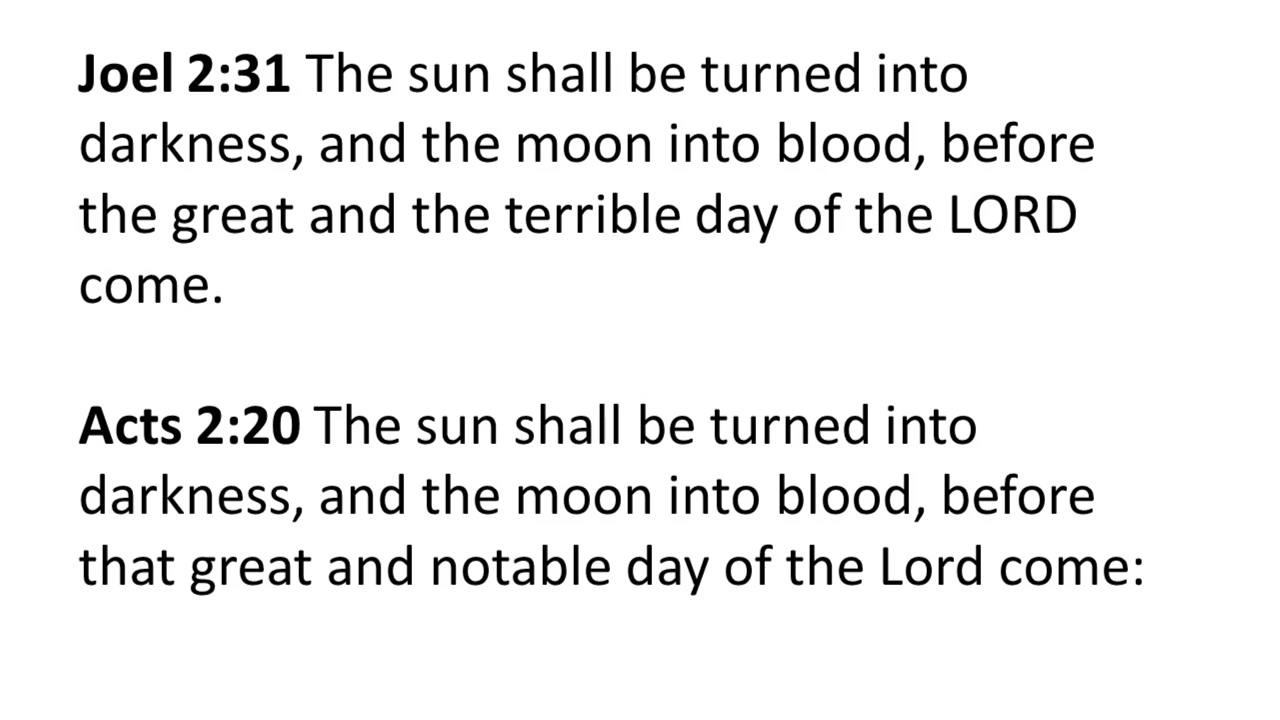 Joel 2:31 The sun shall be turned into
darkness, and the moon into blood, before
the great and the terrible day of the LORD
come.
Acts 2:20 The sun shall be turned into
darkness, and the moon into blood, before
that great and notable day of the Lord come: